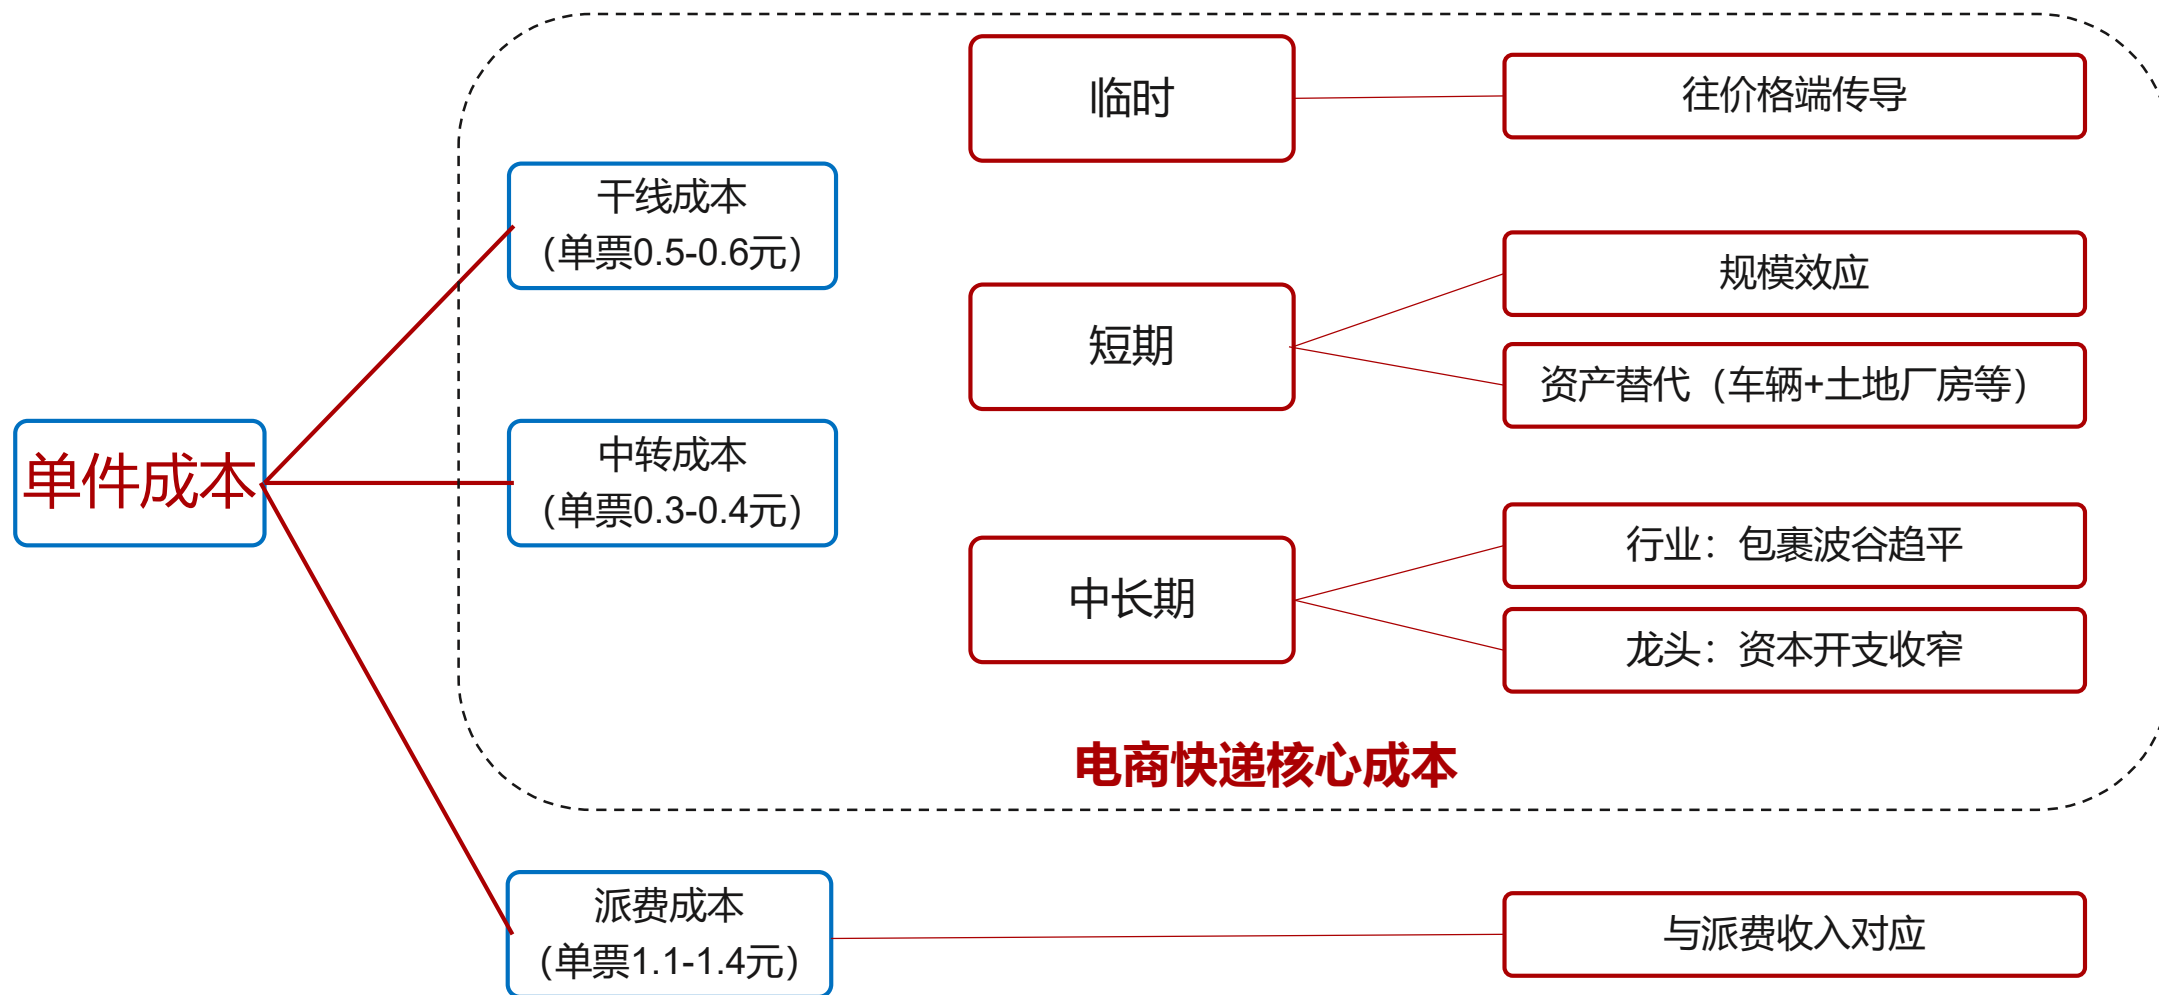 单件成本
干线成本
（单票0.5-0.6元）
中转成本
（单票0.3-0.4元）
派费成本
（单票1.1-1.4元）
临时
往价格端传导
短期
规模效应
资产替代（车辆+土地厂房等）
中长期
行业：包裹波谷趋平
龙头：资本开支收窄
电商快递核心成本
与派费收入对应